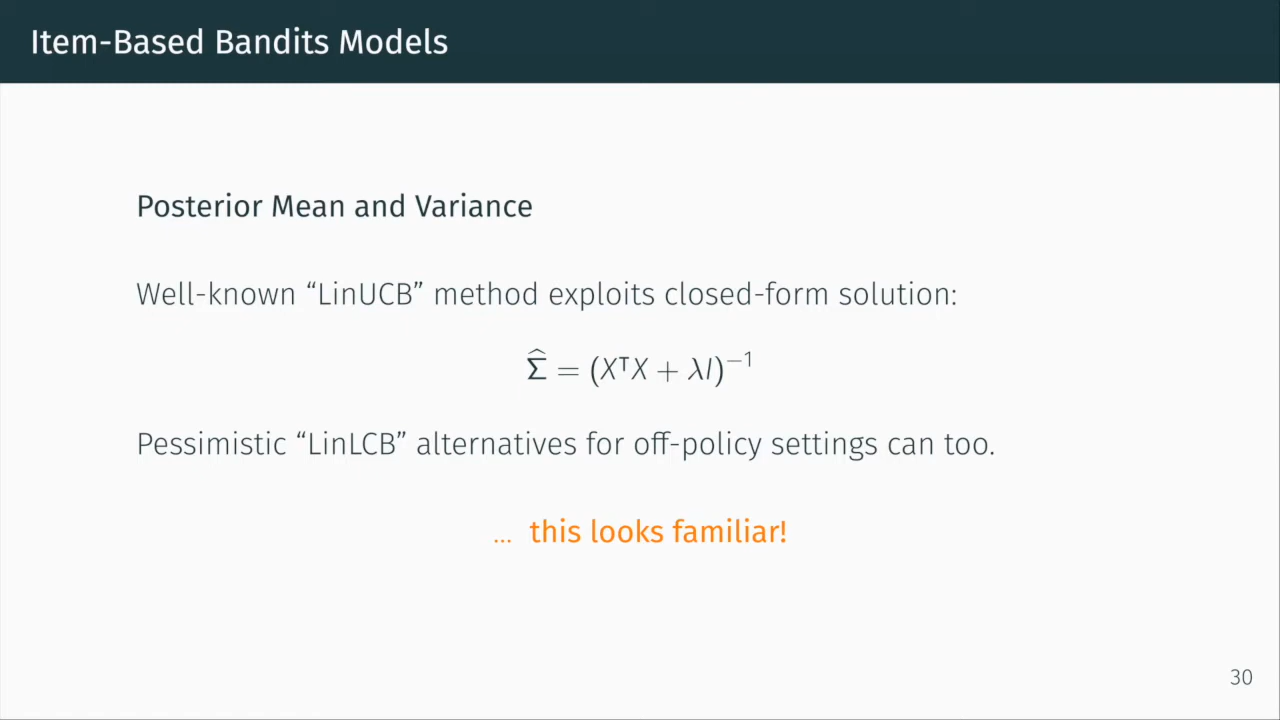 Item-Based Bandits Models
Posterior Mean and Variance
Well-known “LinUCB” method exploits closed-form solution:
Σ̂ = (XᵀX + λI)⁻¹
Pessimistic “LinLCB” alternatives for off-policy settings can too.
... this looks familiar!
30